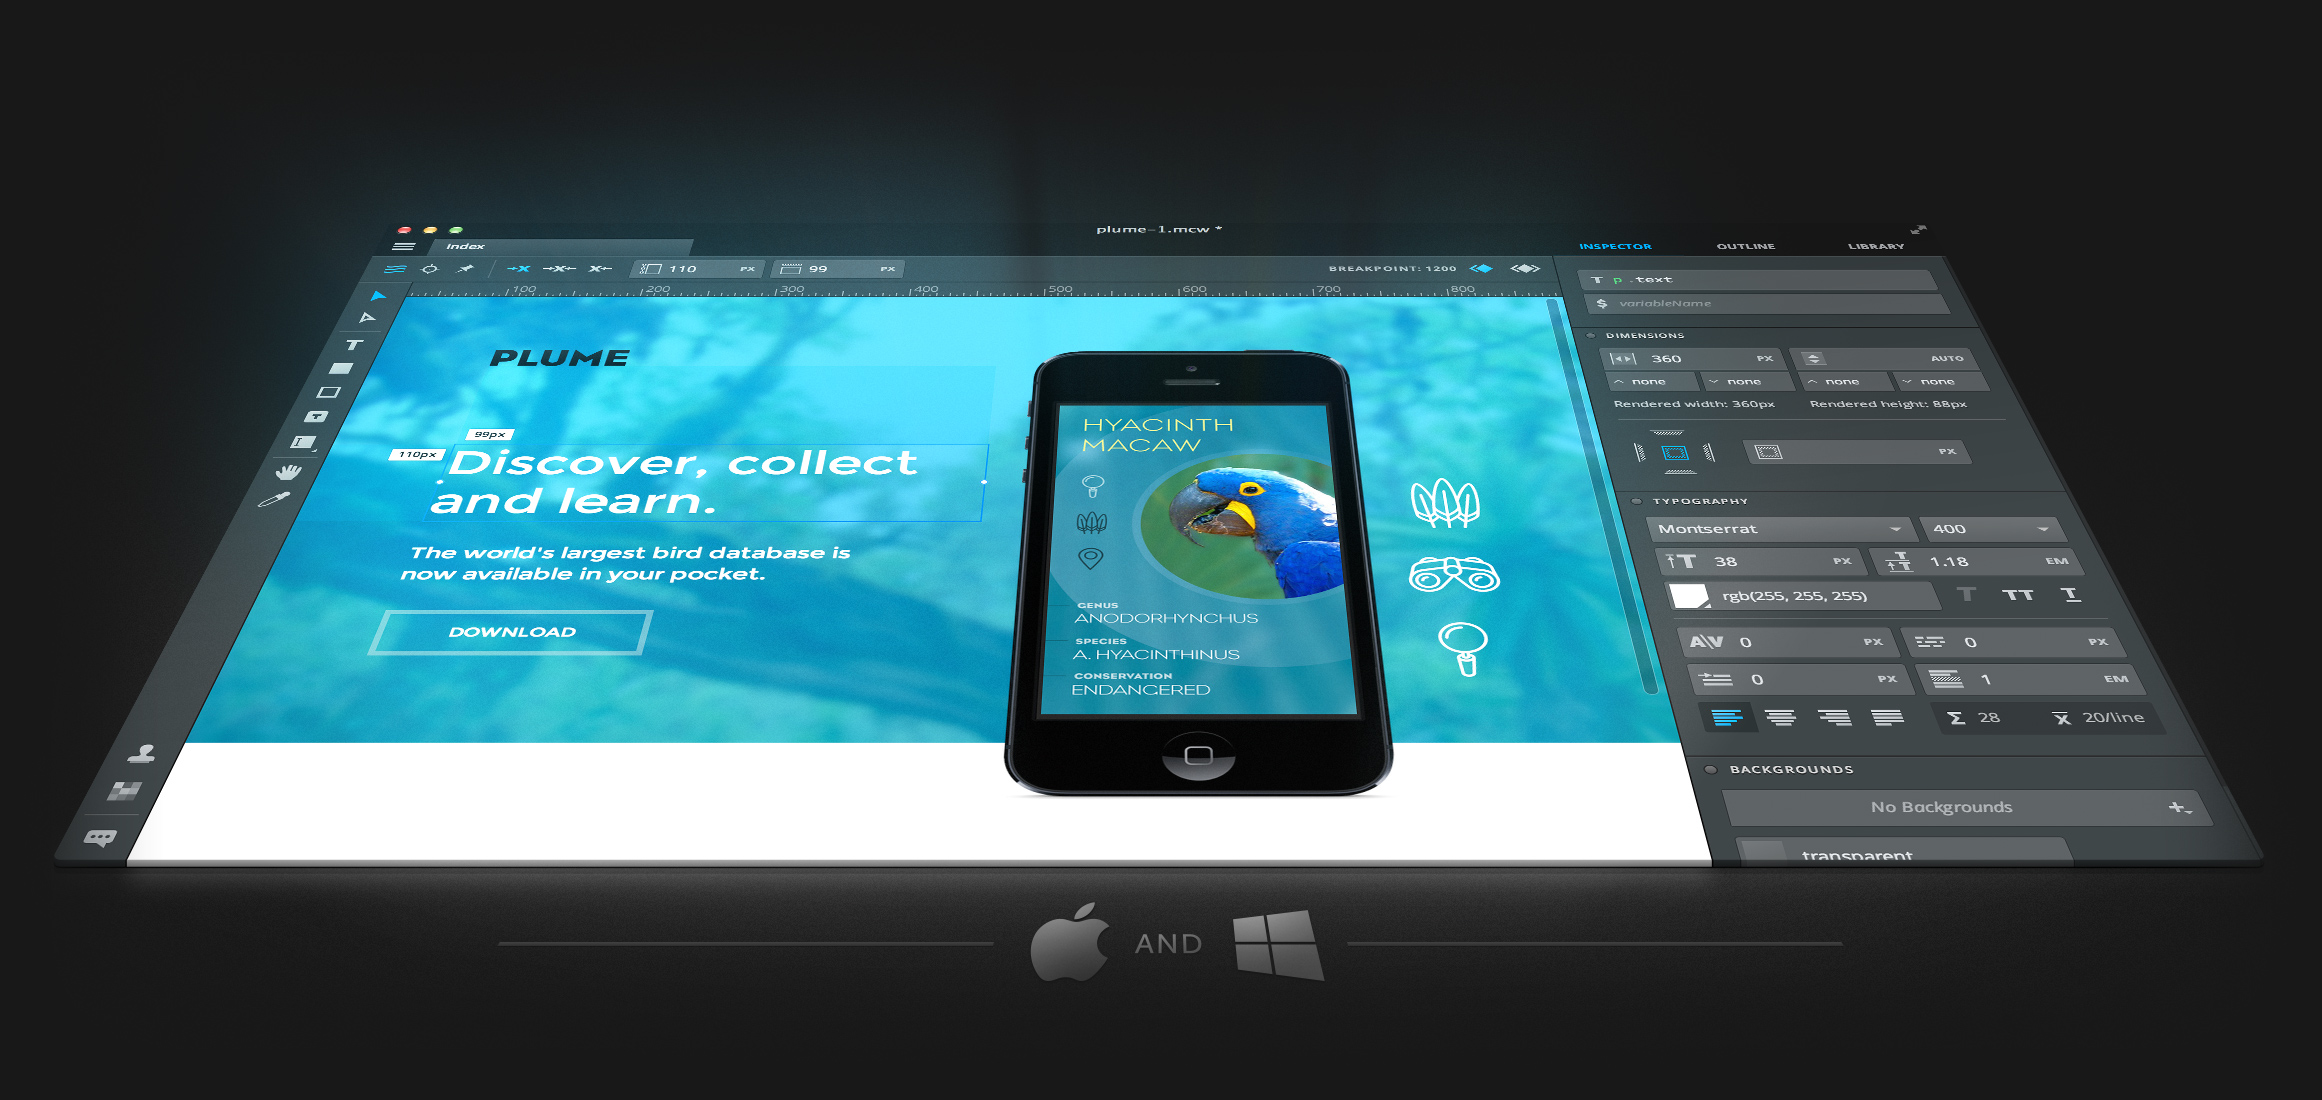 plume-1.mcw *
Index
INSPECTOR OUTLINE LIBRARY
110 PX 99 PX
BREAKPOINT: 1200
100 200 300 400 500 600 700 800
T p .text
$ variableName
DIMENSIONS
360 PX AUTO
none none none none
Rendered width: 360px Rendered height: 88px
PX
TYPOGRAPHY
Montserrat 400
38 PX 1.18 EM
rgb(255, 255, 255) T TT T
A\V 0 PX 0 PX
0 PX 1 EM
Σ 28 x 20/line
BACKGROUNDS
No Backgrounds
transparent
PLUME
99px
110px
Discover, collect
and learn.
The world's largest bird database is
now available in your pocket.
DOWNLOAD
HYACINTH
MACAW
GENUS
ANODORHYNCHUS
SPECIES
A. HYACINTHINUS
CONSERVATION
ENDANGERED
AND